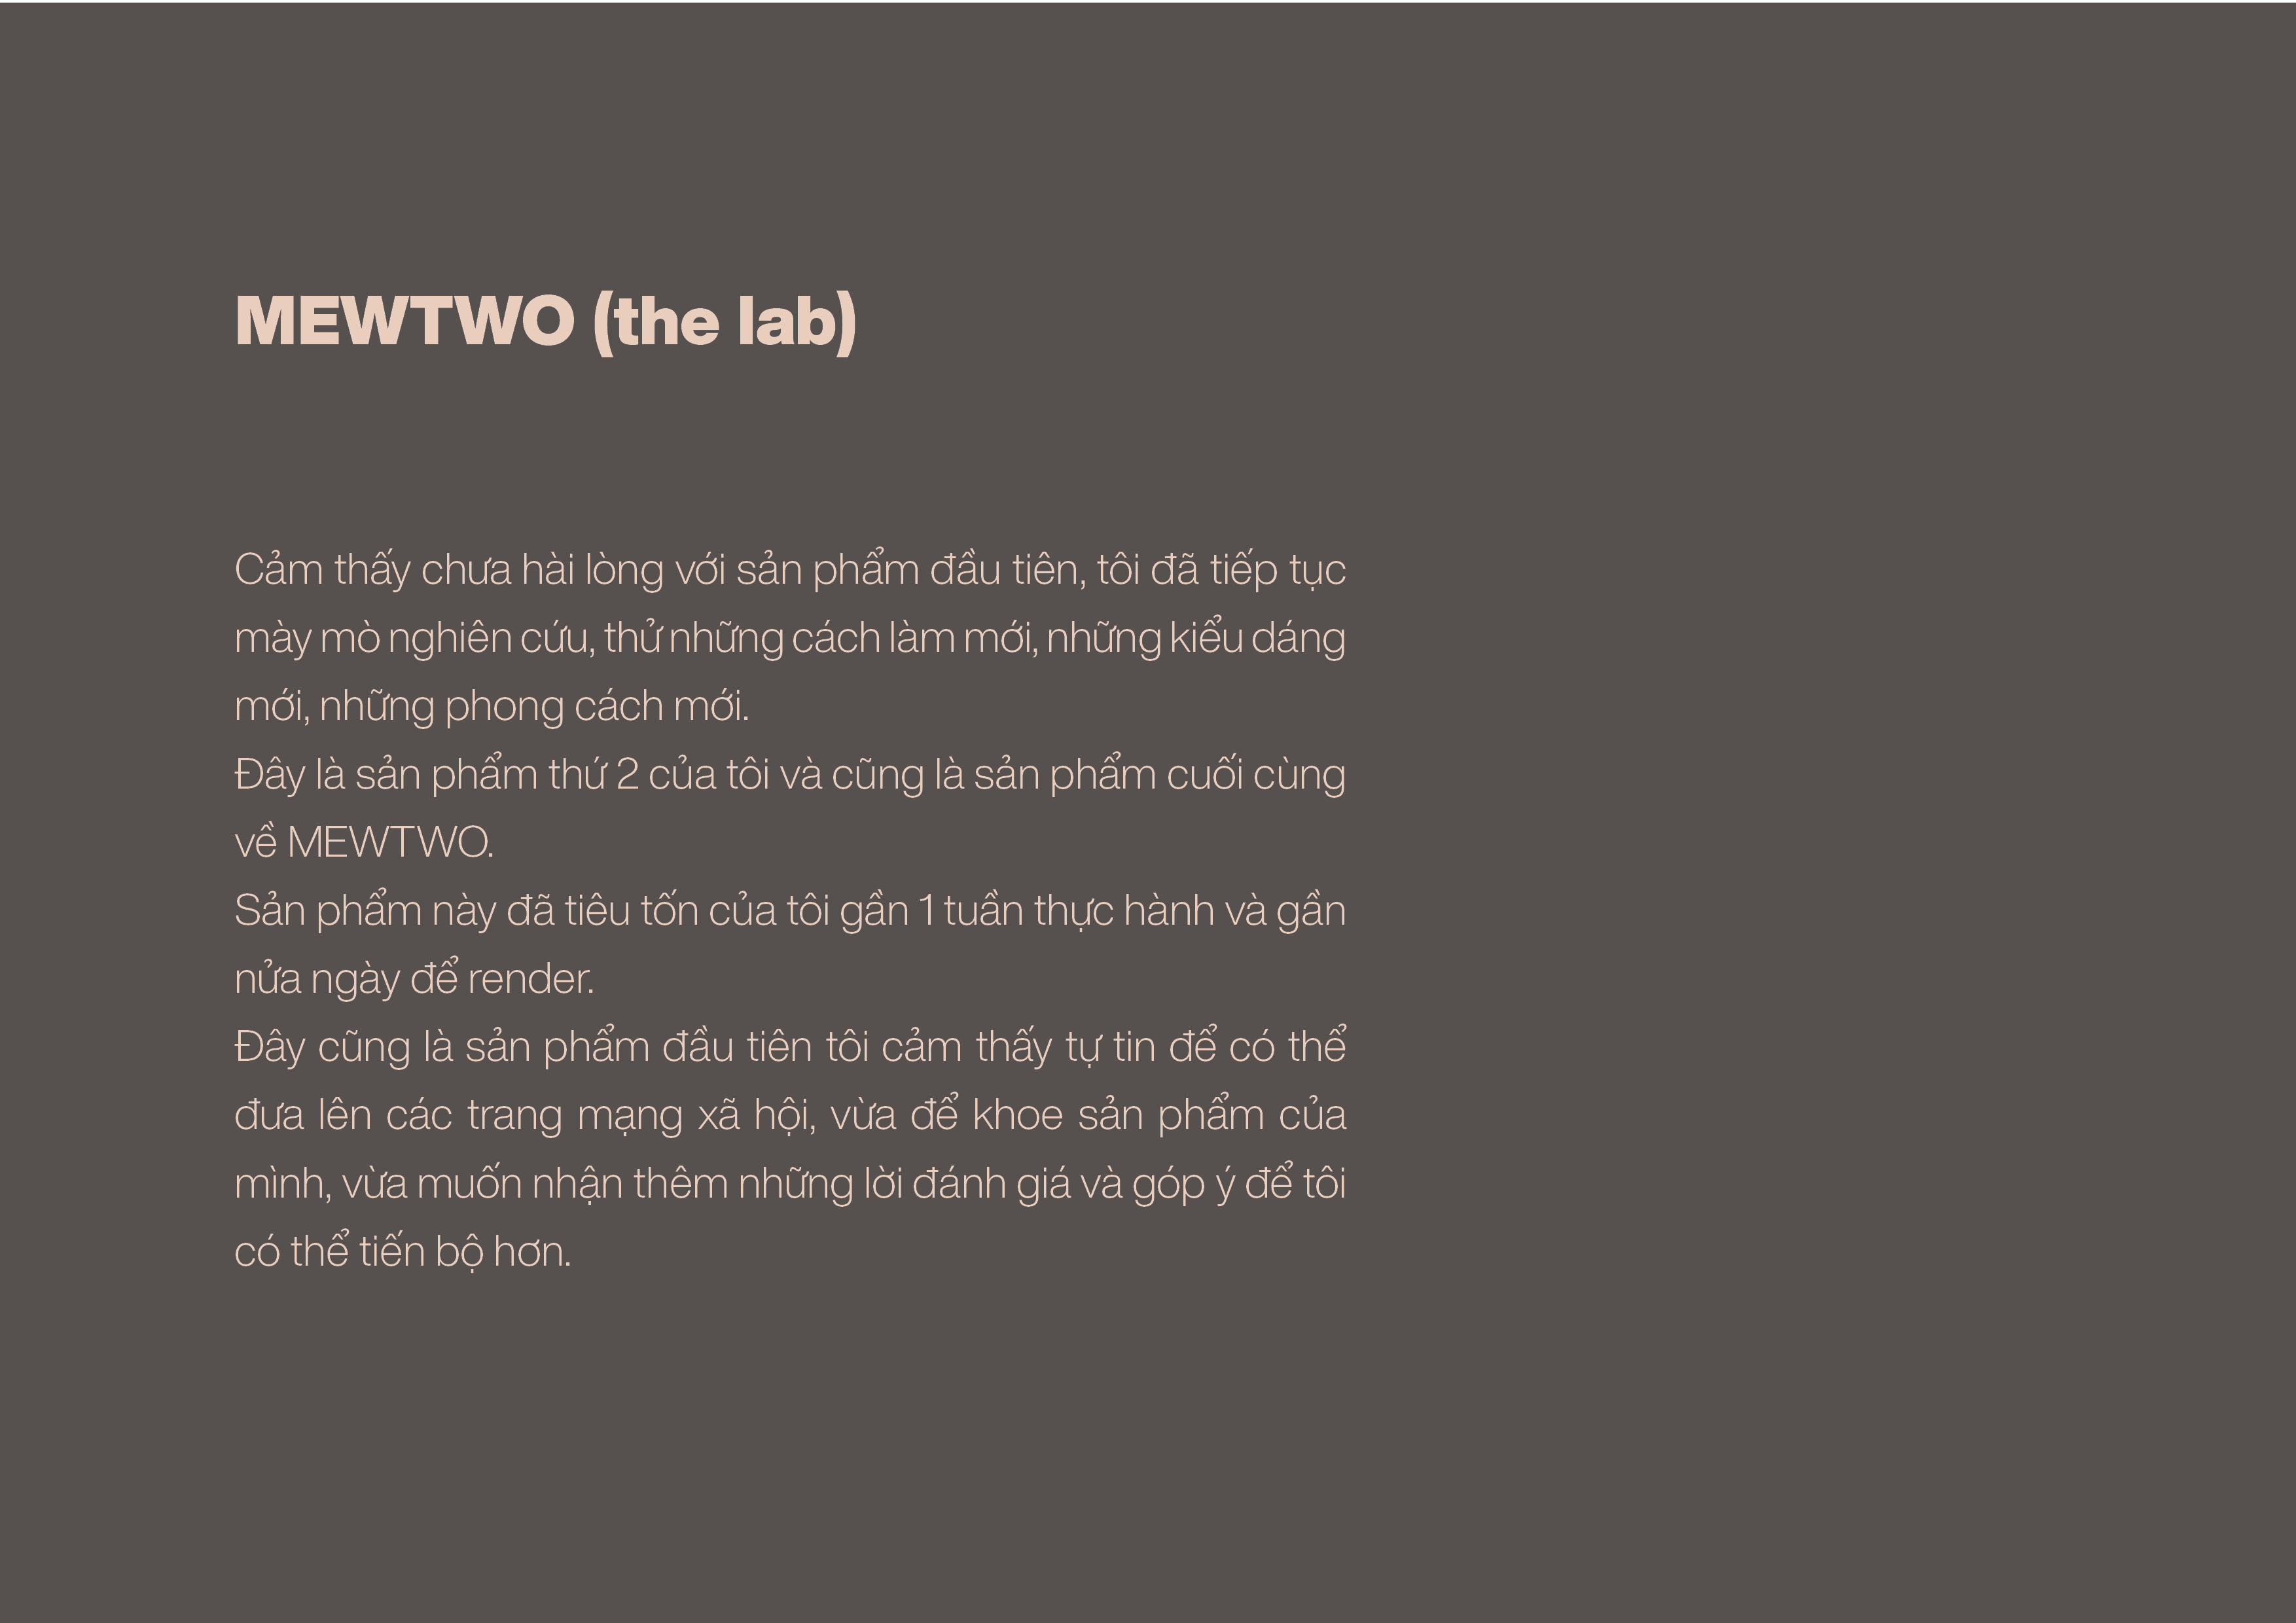 MEWTWO (the lab)
Cảm thấy chưa hài lòng với sản phẩm đầu tiên, tôi đã tiếp tục
mày mò nghiên cứu, thử những cách làm mới, những kiểu dáng
mới, những phong cách mới.
Đây là sản phẩm thứ 2 của tôi và cũng là sản phẩm cuối cùng
về MEWTWO.
Sản phẩm này đã tiêu tốn của tôi gần 1 tuần thực hành và gần
nửa ngày để render.
Đây cũng là sản phẩm đầu tiên tôi cảm thấy tự tin để có thể
đưa lên các trang mạng xã hội, vừa để khoe sản phẩm của
mình, vừa muốn nhận thêm những lời đánh giá và góp ý để tôi
có thể tiến bộ hơn.